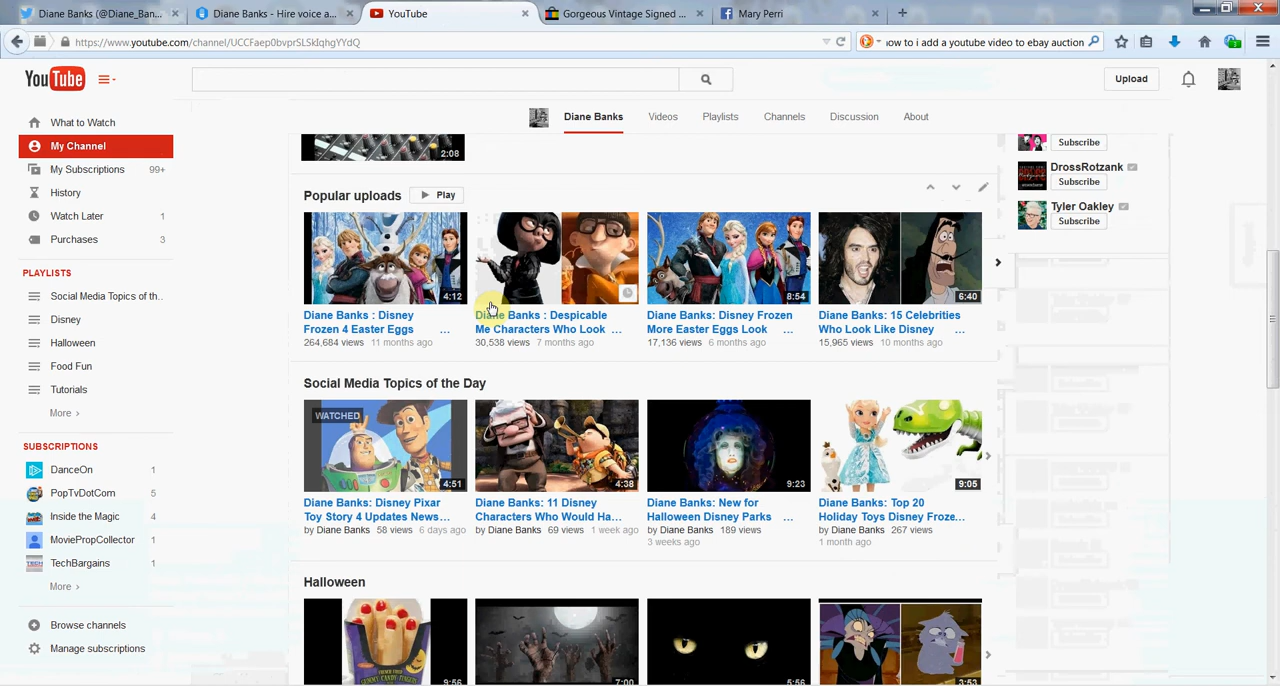 Diane Banks (@Diane_Ban...
Diane Banks - Hire voice a...
YouTube
Gorgeous Vintage Signed ...
Mary Perri
https://www.youtube.com/channel/UCCFaep0bvprSLSkIqhgYYdQ
ow to i add a youtube video to ebay auction
YouTube
Upload
Diane Banks
Videos
Playlists
Channels
Discussion
About
What to Watch
My Channel
My Subscriptions 99+
History
Watch Later 1
Purchases 3
PLAYLISTS
Social Media Topics of th..
Disney
Halloween
Food Fun
Tutorials
More ›
SUBSCRIPTIONS
DanceOn 1
PopTvDotCom 5
Inside the Magic 4
MoviePropCollector 1
TechBargains 1
More ›
Browse channels
Manage subscriptions
2:08
Popular uploads Play
4:12
Diane Banks : Disney
Frozen 4 Easter Eggs ...
264,684 views 11 months ago
Diane Banks : Despicable
Me Characters Who Look ...
30,538 views 7 months ago
8:54
Diane Banks: Disney Frozen
More Easter Eggs Look ...
17,136 views 6 months ago
6:40
Diane Banks: 15 Celebrities
Who Look Like Disney ...
15,965 views 10 months ago
Social Media Topics of the Day
WATCHED
4:51
Diane Banks: Disney Pixar
Toy Story 4 Updates News...
by Diane Banks 58 views 6 days ago
4:38
Diane Banks: 11 Disney
Characters Who Would Ha...
by Diane Banks 69 views 1 week ago
9:23
Diane Banks: New for
Halloween Disney Parks ...
by Diane Banks 189 views
3 weeks ago
9:05
Diane Banks: Top 20
Holiday Toys Disney Froze...
by Diane Banks 267 views
1 month ago
Halloween
9:56
7:00
5:56
3:53
Subscribe
DrossRotzank
Subscribe
Tyler Oakley
Subscribe